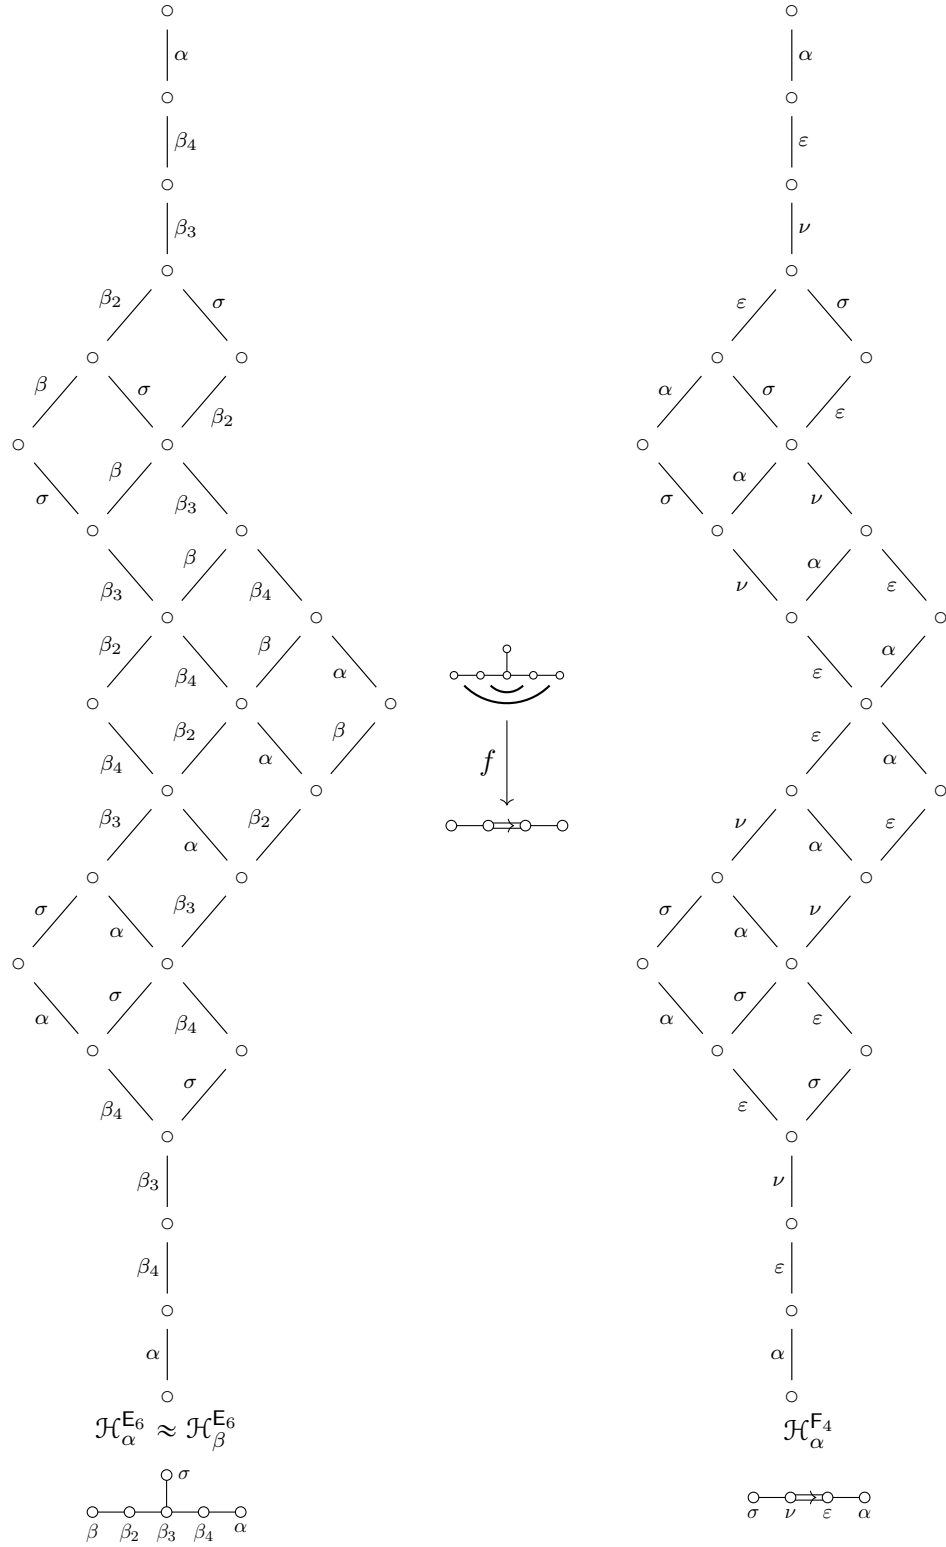 α α
β₄ ε
β₃ ν
β₂ σ ε σ
β σ α σ
β₂ ε
β α
σ β₃ σ ν
β α
β₃ β₄ ν ε
β₂ β α
β₄ α ε
β₂ β ε
β₄ α f α
β₃ β₂ ν ε
α α
σ β₃ σ ν
α α
σ σ
α β₄ α ε
σ σ
β₄ ε
β₃ ν
β₄ ε
α α
ℋ_α^{E₆} ≈ ℋ_β^{E₆} ℋ_α^{F₄}
σ
β β₂ β₃ β₄ α σ ν ε α